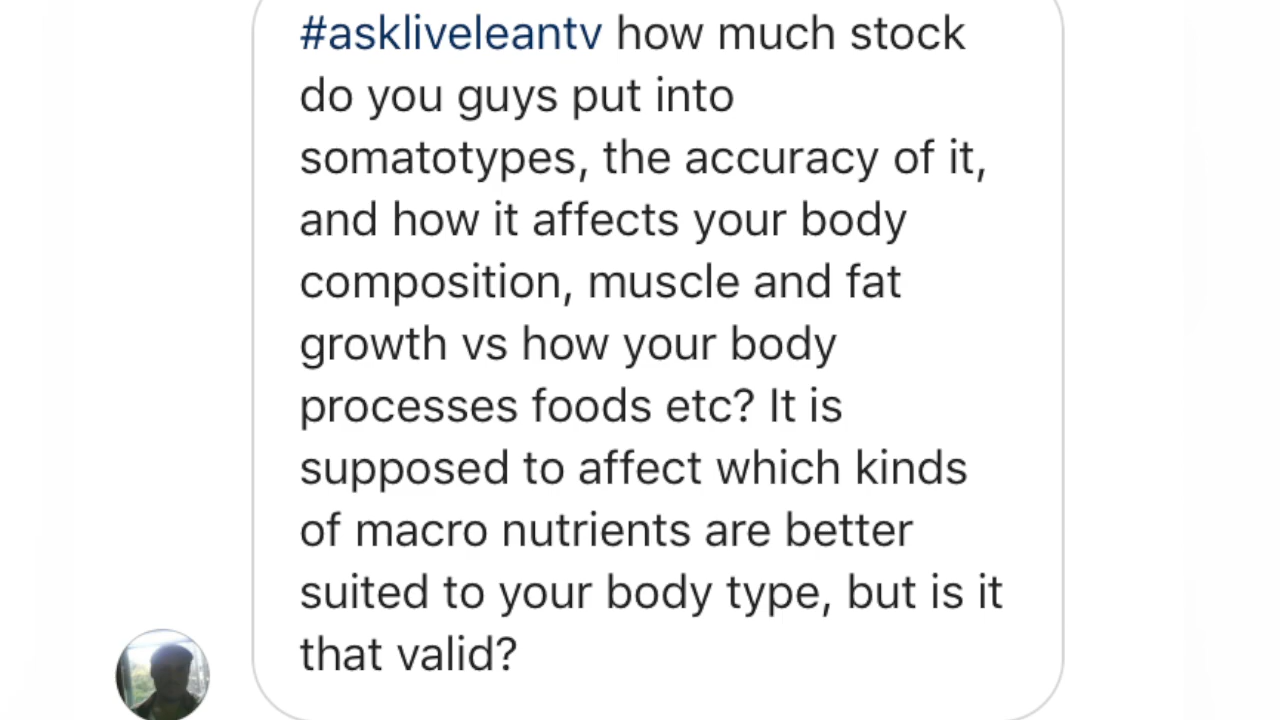 #askliveleantv how much stock
do you guys put into
somatotypes, the accuracy of it,
and how it affects your body
composition, muscle and fat
growth vs how your body
processes foods etc? It is
supposed to affect which kinds
of macro nutrients are better
suited to your body type, but is it
that valid?